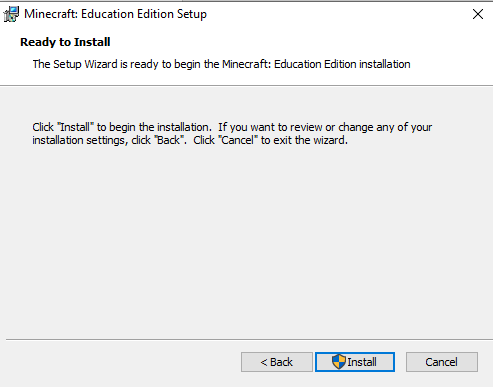 Minecraft: Education Edition Setup
Ready to Install
The Setup Wizard is ready to begin the Minecraft: Education Edition installation
Click "Install" to begin the installation.  If you want to review or change any of your
installation settings, click "Back".  Click "Cancel" to exit the wizard.
< Back Install Cancel